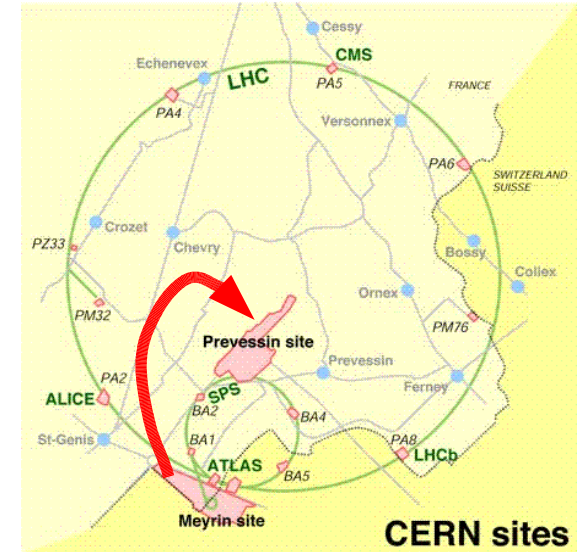 Cessy
CMS
Echenevex
LHC
PA5
FRANCE
PA4
Versonnex
PA6
SWITZERLAND
SUISSE
Crozet
PZ33
Chevry
Bossy
Collex
Ornex
PM32
PM76
Prevessin site
PA2
Prevessin
ALICE
SPS
Ferney
BA2
BA4
St-Genis
BA1
PA8
LHCb
ATLAS
BA5
Meyrin site
CERN sites